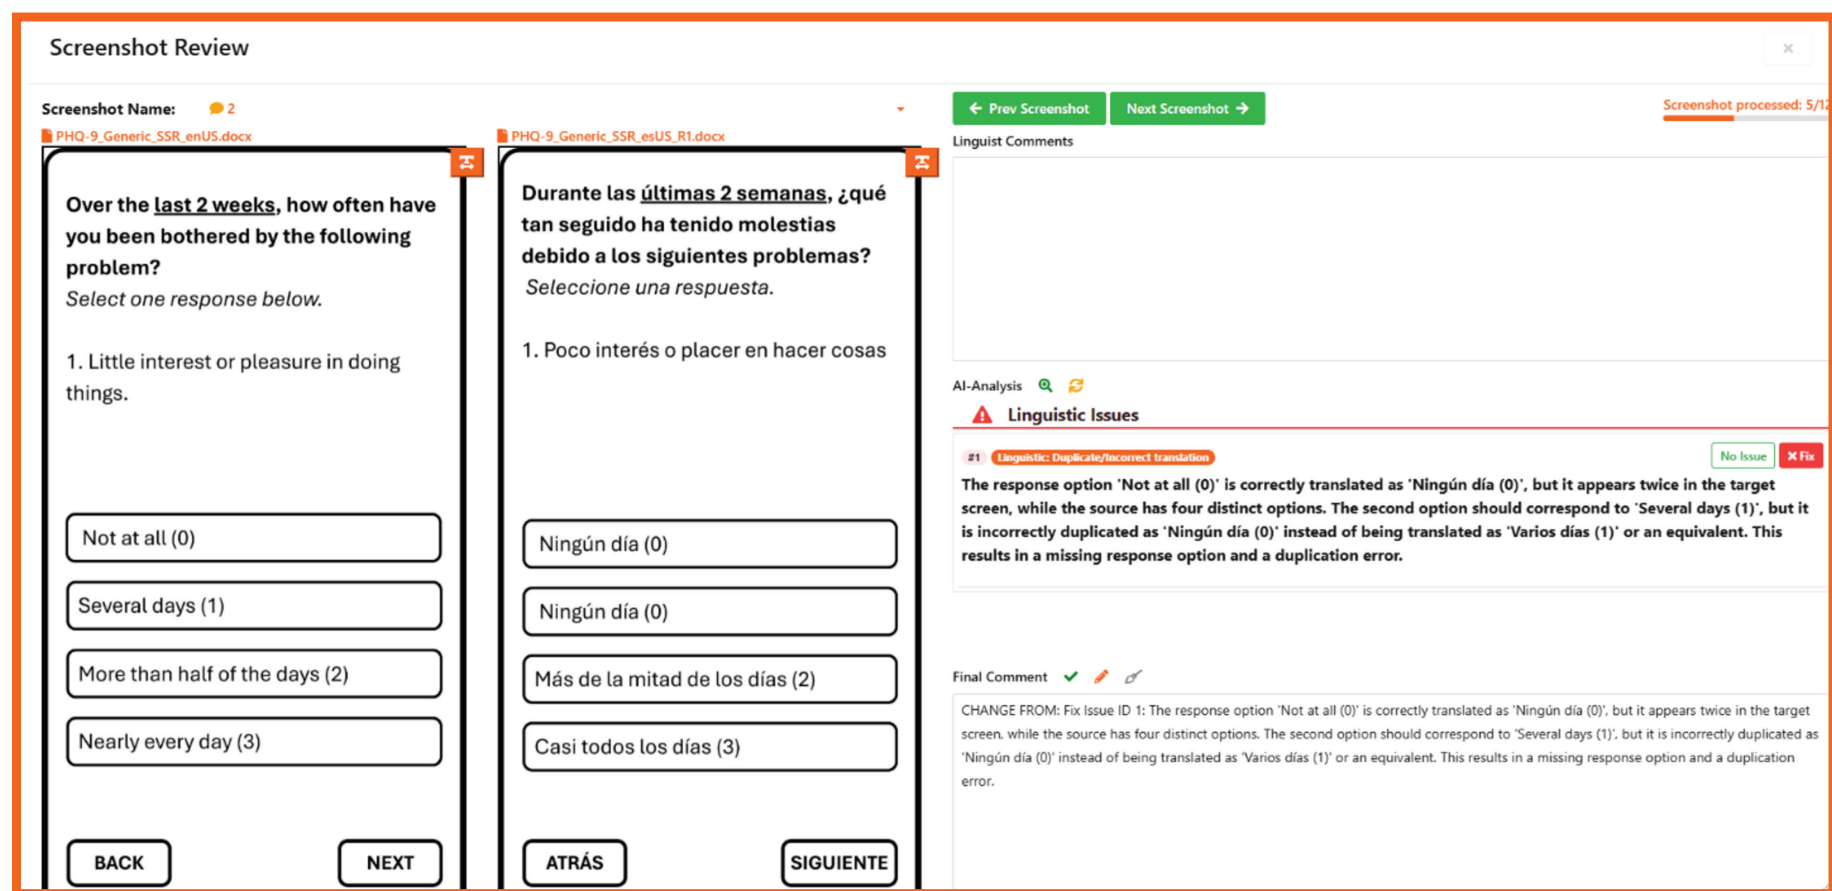 Screenshot Review
×
Screenshot Name: 2
PHQ-9_Generic_SSR_enUS.docx
Over the last 2 weeks, how often have
you been bothered by the following
problem?
Select one response below.
1. Little interest or pleasure in doing
things.
Not at all (0)
Several days (1)
More than half of the days (2)
Nearly every day (3)
BACK NEXT
PHQ-9_Generic_SSR_esUS_R1.docx
Durante las últimas 2 semanas, ¿qué
tan seguido ha tenido molestias
debido a los siguientes problemas?
Seleccione una respuesta.
1. Poco interés o placer en hacer cosas
Ningún día (0)
Ningún día (0)
Más de la mitad de los días (2)
Casi todos los días (3)
ATRÁS SIGUIENTE
← Prev Screenshot Next Screenshot →
Screenshot processed: 5/12
Linguist Comments
AI-Analysis
Linguistic Issues
#1 Linguistic: Duplicate/Incorrect translation No Issue × Fix
The response option 'Not at all (0)' is correctly translated as 'Ningún día (0)', but it appears twice in the target
screen, while the source has four distinct options. The second option should correspond to 'Several days (1)', but it
is incorrectly duplicated as 'Ningún día (0)' instead of being translated as 'Varios días (1)' or an equivalent. This
results in a missing response option and a duplication error.
Final Comment
CHANGE FROM: Fix Issue ID 1: The response option 'Not at all (0)' is correctly translated as 'Ningún día (0)', but it appears twice in the target
screen, while the source has four distinct options. The second option should correspond to 'Several days (1)', but it is incorrectly duplicated as
'Ningún día (0)' instead of being translated as 'Varios días (1)' or an equivalent. This results in a missing response option and a duplication
error.